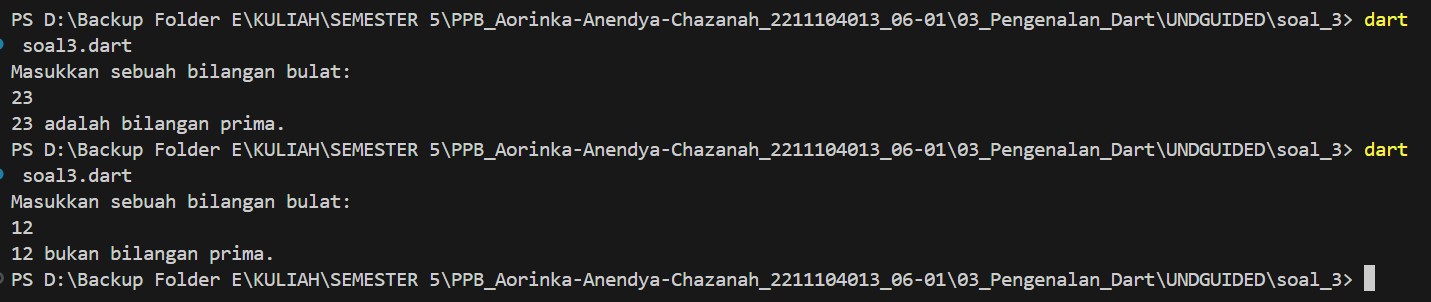 PS D:\Backup Folder E\KULIAH\SEMESTER 5\PPB_Aorinka-Anendya-Chazanah_2211104013_06-01\03_Pengenalan_Dart\UNDGUIDED\soal_3> dart
soal3.dart
Masukkan sebuah bilangan bulat:
23
23 adalah bilangan prima.
PS D:\Backup Folder E\KULIAH\SEMESTER 5\PPB_Aorinka-Anendya-Chazanah_2211104013_06-01\03_Pengenalan_Dart\UNDGUIDED\soal_3> dart
soal3.dart
Masukkan sebuah bilangan bulat:
12
12 bukan bilangan prima.
PS D:\Backup Folder E\KULIAH\SEMESTER 5\PPB_Aorinka-Anendya-Chazanah_2211104013_06-01\03_Pengenalan_Dart\UNDGUIDED\soal_3>